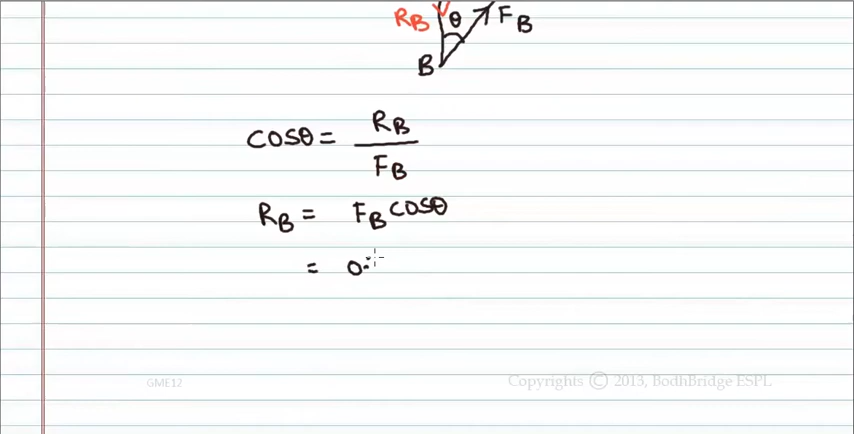 RB θ FB
B
cosθ = RB / FB
RB = FB cosθ
= 0.
GME12 Copyrights © 2013, BodhBridge ESPL